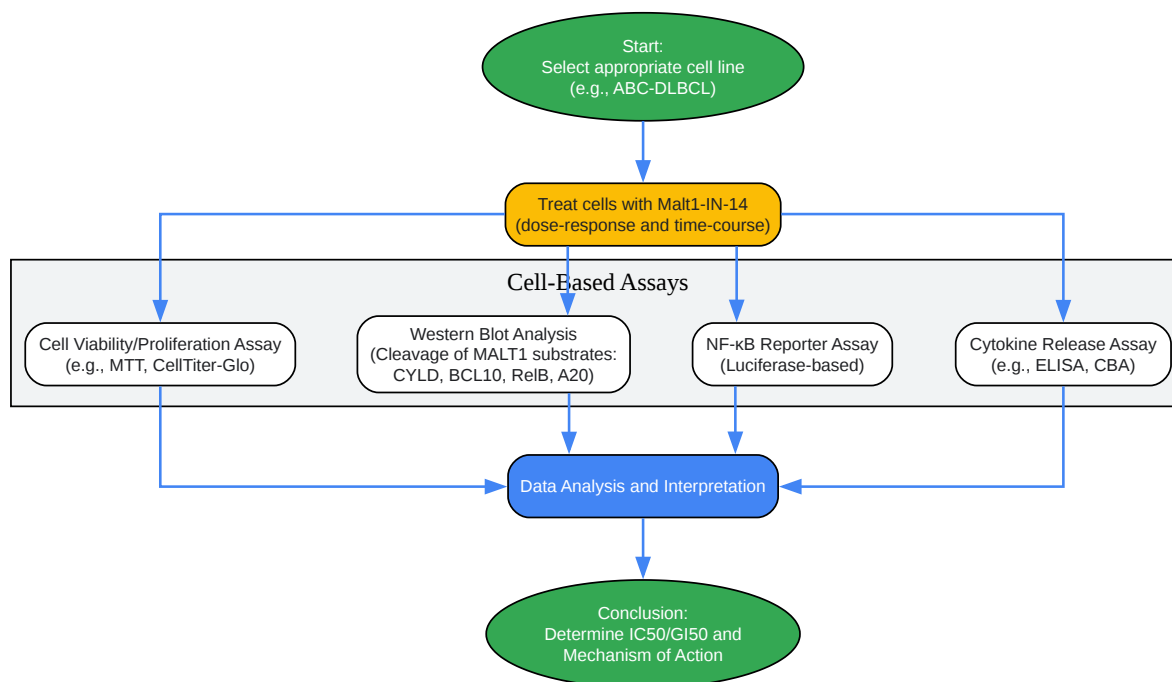 Start:
Select appropriate cell line
(e.g., ABC-DLBCL)
Treat cells with Malt1-IN-14
(dose-response and time-course)
Cell-Based Assays
Cell Viability/Proliferation Assay
(e.g., MTT, CellTiter-Glo)
Western Blot Analysis
(Cleavage of MALT1 substrates:
CYLD, BCL10, RelB, A20)
NF-κB Reporter Assay
(Luciferase-based)
Cytokine Release Assay
(e.g., ELISA, CBA)
Data Analysis and Interpretation
Conclusion:
Determine IC50/GI50 and
Mechanism of Action